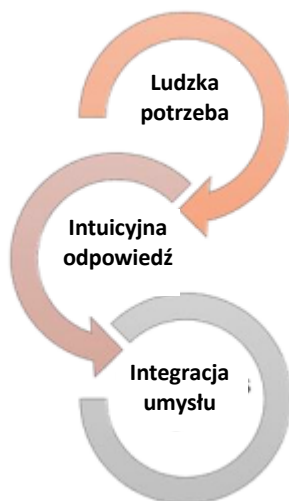 Ludzka
potrzeba
Intuicyjna
odpowiedź
Integracja
umysłu